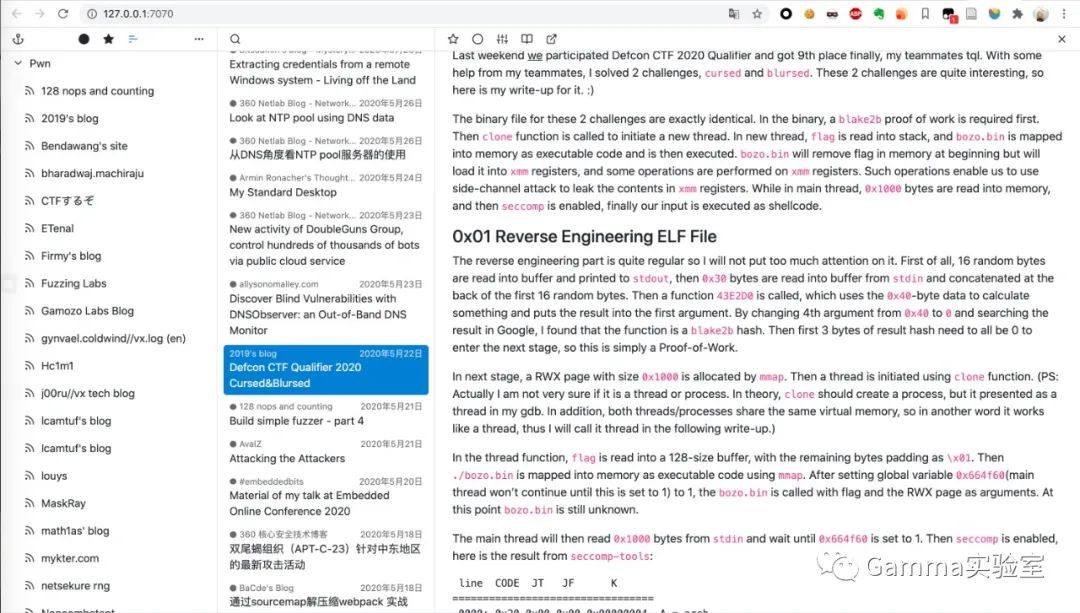 127.0.0.1:7070
Pwn
128 nops and counting
2019's blog
Bendawang's site
bharadwaj.machiraju
CTFするぞ
ETenal
Firmy's blog
Fuzzing Labs
Gamozo Labs Blog
gynvael.coldwind//vx.log (en)
Hc1m1
j00ru//vx tech blog
lcamtuf's blog
lcamtuf's blog
louys
MaskRay
math1as' blog
mykter.com
netsekure rng
Extracting credentials from a remote
Windows system - Living off the Land
360 Netlab Blog - Network... 2020年5月26日
Look at NTP pool using DNS data
360 Netlab Blog - Network... 2020年5月26日
从DNS角度看NTP pool服务器的使用
Armin Ronacher's Thought... 2020年5月24日
My Standard Desktop
360 Netlab Blog - Network... 2020年5月23日
New activity of DoubleGuns Group,
control hundreds of thousands of bots
via public cloud service
allysonomalley.com 2020年5月23日
Discover Blind Vulnerabilities with
DNSObserver: an Out-of-Band DNS
Monitor
2019's blog 2020年5月22日
Defcon CTF Qualifier 2020
Cursed&Blursed
128 nops and counting 2020年5月21日
Build simple fuzzer - part 4
AvaiZ 2020年5月21日
Attacking the Attackers
#embeddedbits 2020年5月20日
Material of my talk at Embedded
Online Conference 2020
360 核心安全技术博客 2020年5月18日
双尾蝎组织（APT-C-23）针对中东地区
的最新攻击活动
BaCde's Blog 2020年5月18日
通过sourcemap解压缩webpack 实战
Last weekend we participated Defcon CTF 2020 Qualifier and got 9th place finally, my teammates tql. With some
help from my teammates, I solved 2 challenges, cursed and blursed. These 2 challenges are quite interesting, so
here is my write-up for it. :)
The binary file for these 2 challenges are exactly identical. In the binary, a blake2b proof of work is required first.
Then clone function is called to initiate a new thread. In new thread, flag is read into stack, and bozo.bin is mapped
into memory as executable code and is then executed. bozo.bin will remove flag in memory at beginning but will
load it into xmm registers, and some operations are performed on xmm registers. Such operations enable us to use
side-channel attack to leak the contents in xmm registers. While in main thread, 0x1000 bytes are read into memory,
and then seccomp is enabled, finally our input is executed as shellcode.
0x01 Reverse Engineering ELF File
The reverse engineering part is quite regular so I will not put too much attention on it. First of all, 16 random bytes
are read into buffer and printed to stdout, then 0x30 bytes are read into buffer from stdin and concatenated at the
back of the first 16 random bytes. Then a function 43E2D0 is called, which uses the 0x40-byte data to calculate
something and puts the result into the first argument. By changing 4th argument from 0x40 to 0 and searching the
result in Google, I found that the function is a blake2b hash. Then first 3 bytes of result hash need to all be 0 to
enter the next stage, so this is simply a Proof-of-Work.
In next stage, a RWX page with size 0x1000 is allocated by mmap. Then a thread is initiated using clone function. (PS:
Actually I am not very sure if it is a thread or process. In theory, clone should create a process, but it presented as a
thread in my gdb. In addition, both threads/processes share the same virtual memory, so in another word it works
like a thread, thus I will call it thread in the following write-up.)
In the thread function, flag is read into a 128-size buffer, with the remaining bytes padding as \x01. Then
./bozo.bin is mapped into memory as executable code using mmap. After setting global variable 0x664f60(main
thread won't continue until this is set to 1) to 1, the bozo.bin is called with flag and the RWX page as arguments. At
this point bozo.bin is still unknown.
The main thread will then read 0x1000 bytes from stdin and wait until 0x664f60 is set to 1. Then seccomp is enabled,
here is the result from seccomp-tools:
line CODE JT JF K
=================================
Gamma实验室